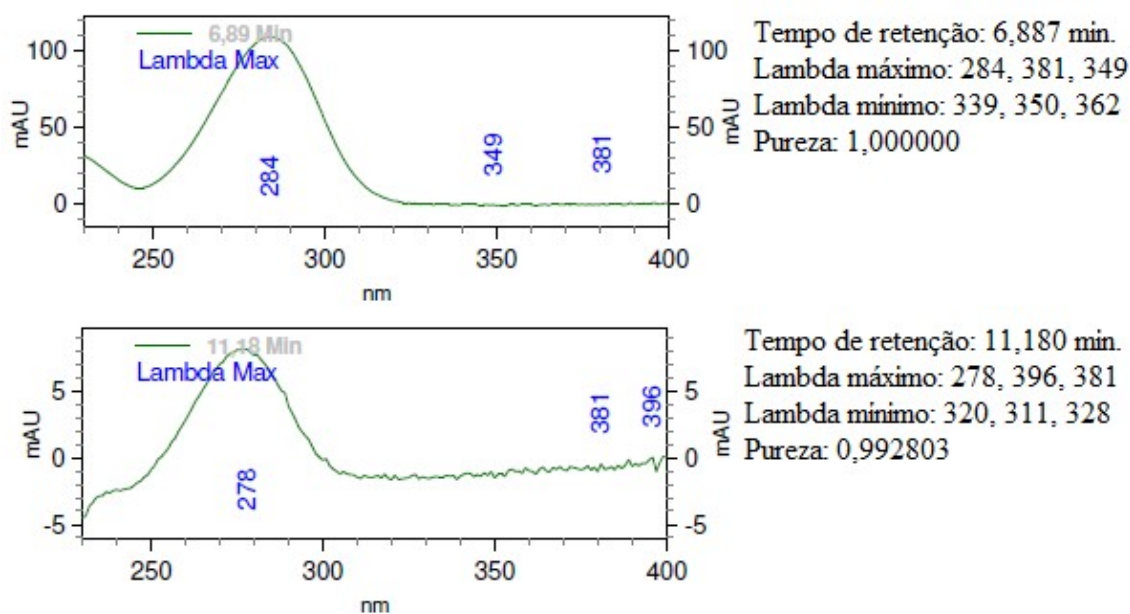 6,89 Min
Lambda Max
100
50
0
mAU
284
349
381
100
50
0
mAU
250
300
350
400
nm
Tempo de retenção: 6,887 min.
Lambda máximo: 284, 381, 349
Lambda mínimo: 339, 350, 362
Pureza: 1,000000
11,18 Min
Lambda Max
5
0
-5
mAU
278
381
396
5
0
-5
mAU
250
300
350
400
nm
Tempo de retenção: 11,180 min.
Lambda máximo: 278, 396, 381
Lambda mínimo: 320, 311, 328
Pureza: 0,992803